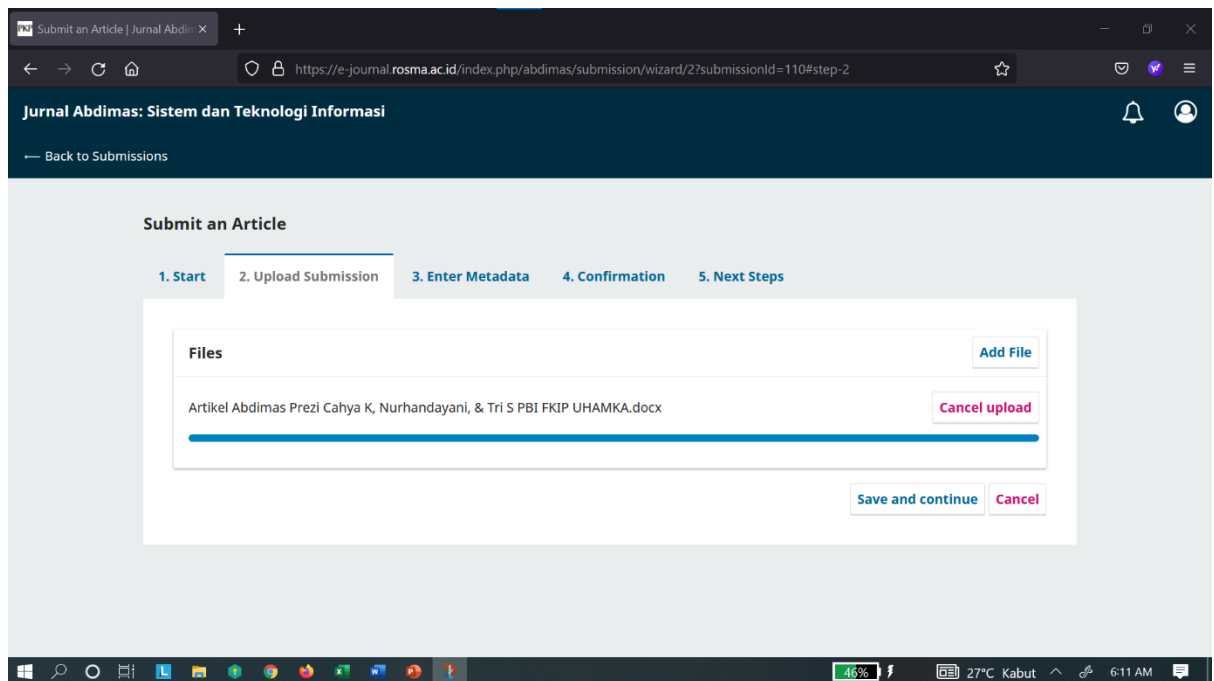 PKP Submit an Article | Jurnal Abdim
https://e-journal.rosma.ac.id/index.php/abdimas/submission/wizard/2?submissionId=110#step-2
Jurnal Abdimas: Sistem dan Teknologi Informasi
← Back to Submissions
Submit an Article
1. Start 2. Upload Submission 3. Enter Metadata 4. Confirmation 5. Next Steps
Files Add File
Artikel Abdimas Prezi Cahya K, Nurhandayani, & Tri S PBI FKIP UHAMKA.docx Cancel upload
Save and continue Cancel
46% 27°C Kabut 6:11 AM